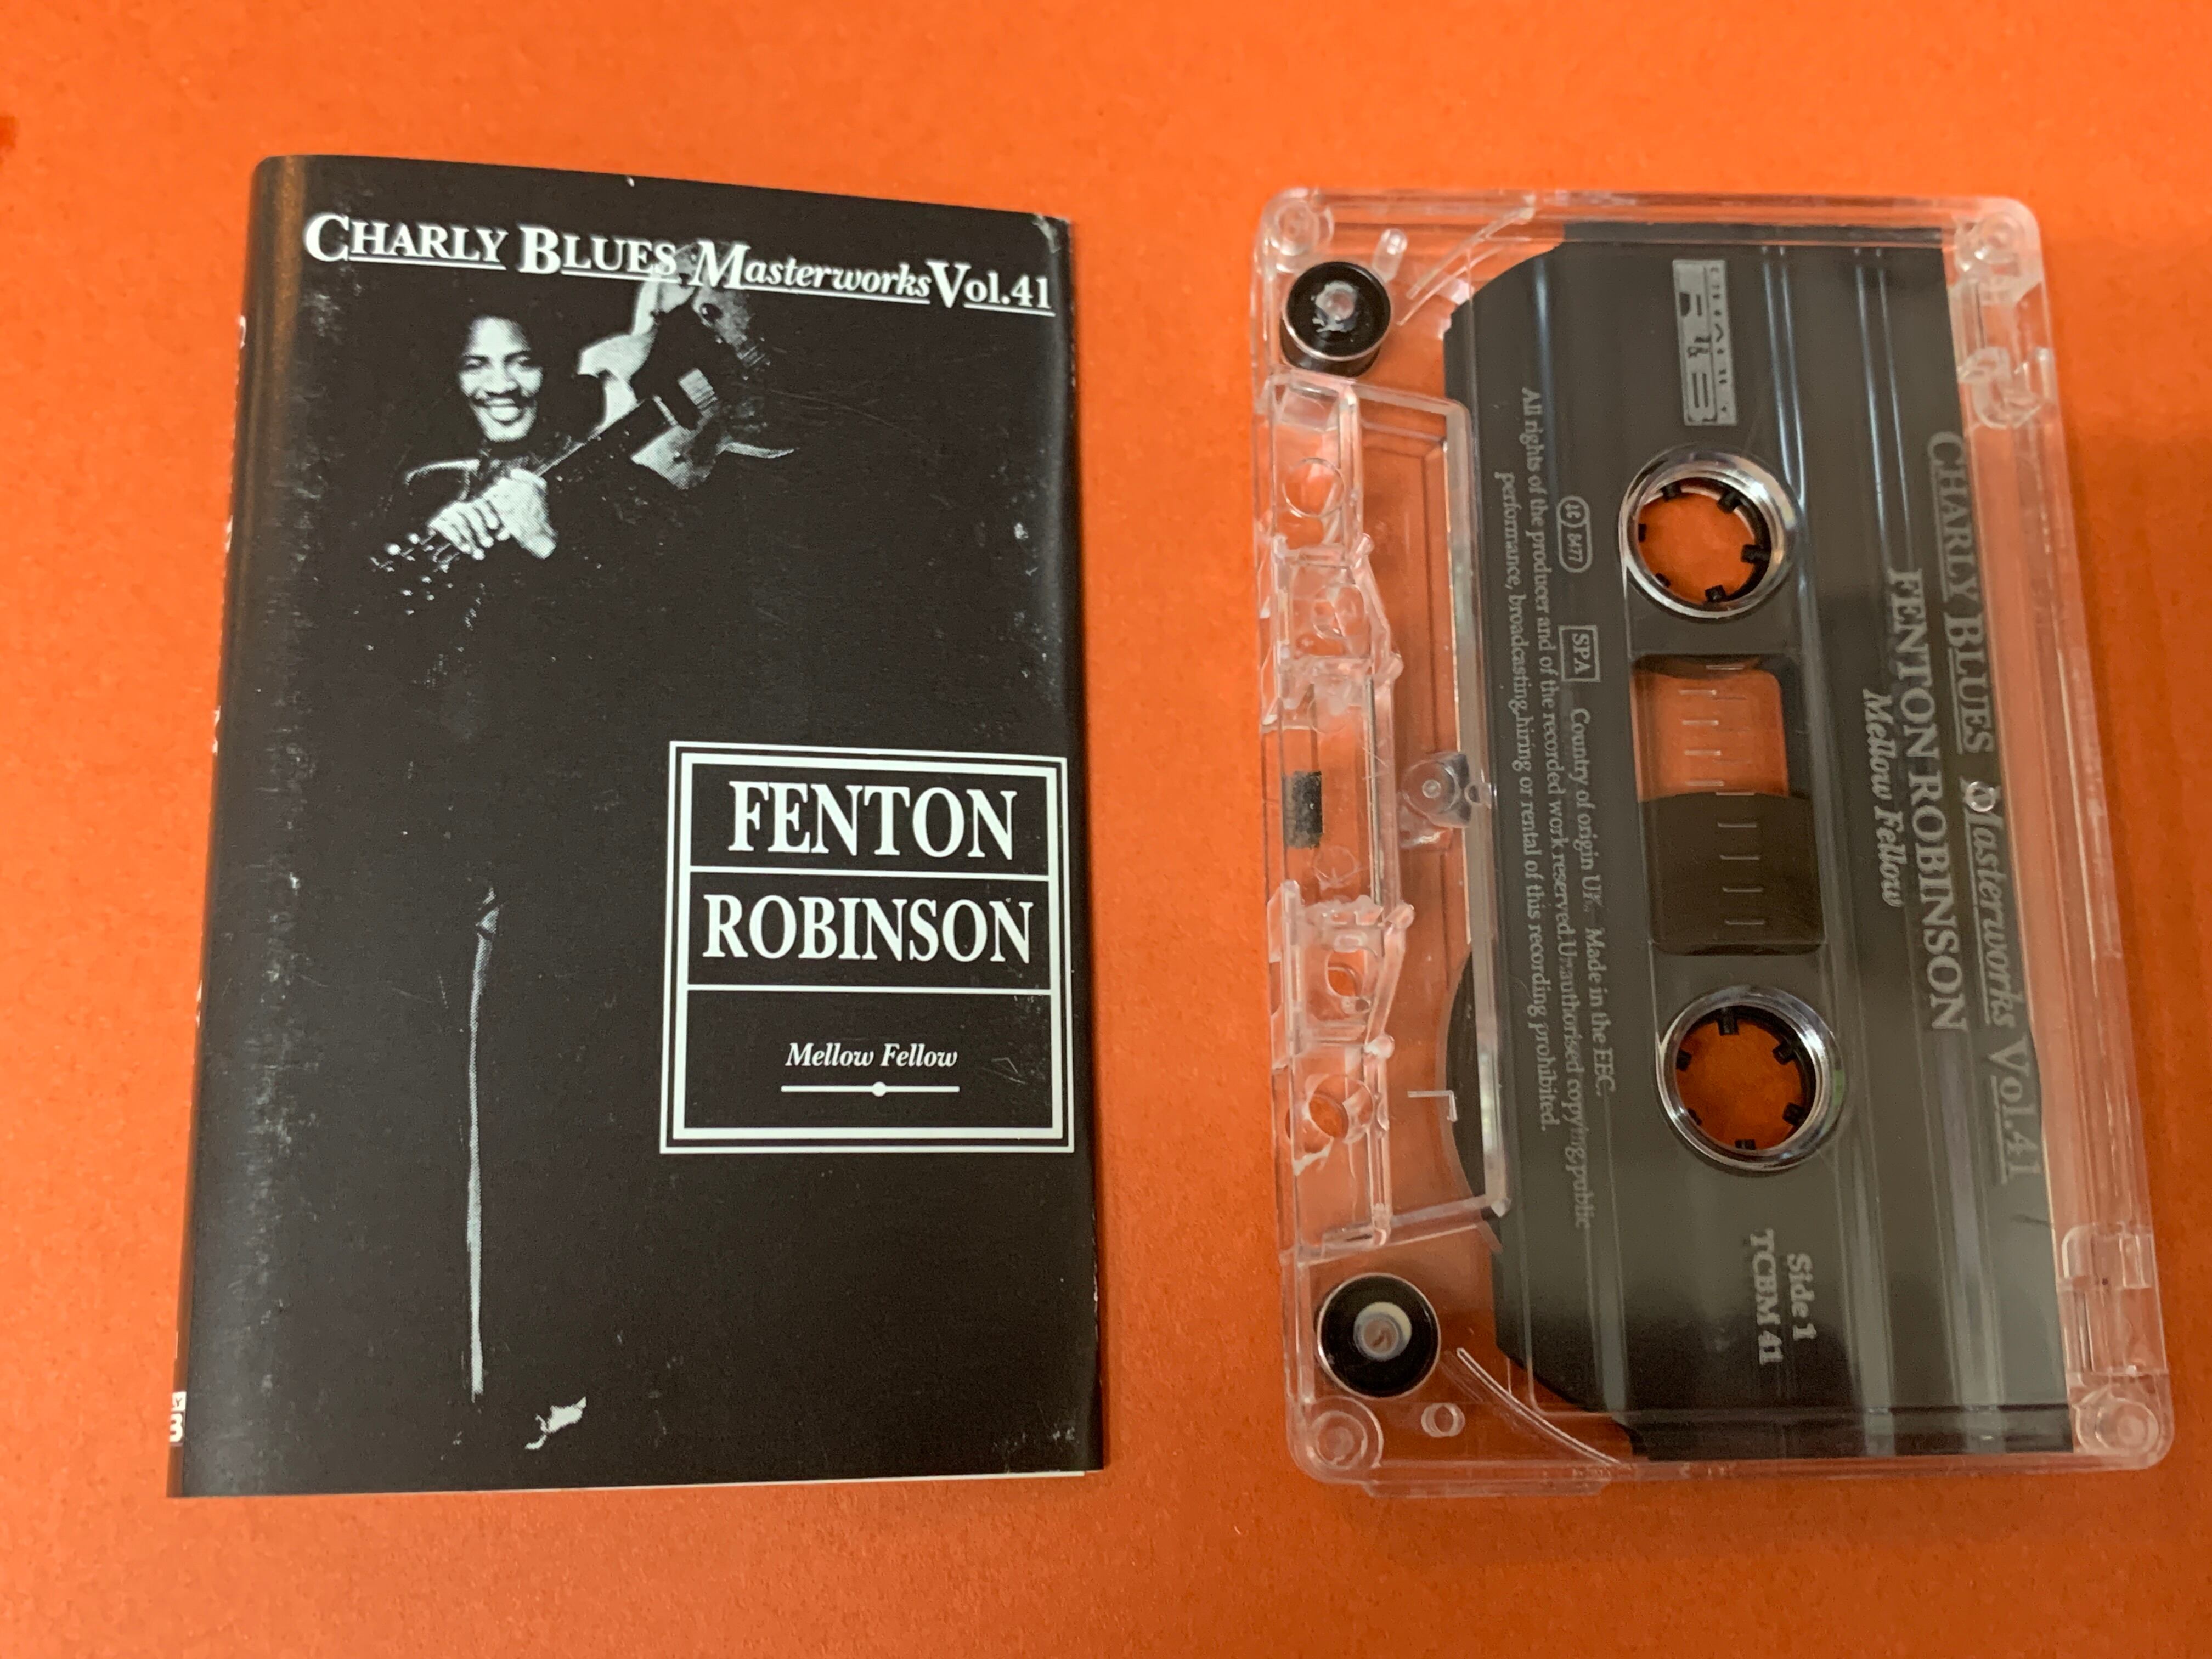 CHARLY BLUES Masterworks Vol.41
FENTON
ROBINSON
Mellow Fellow
CHARLY BLUES Masterworks Vol.41
FENTON ROBINSON
Mellow Fellow
Side 1
TCBM 41
LC 8477
SPA
Country of origin UK. Made in the EEC.
All rights of the producer and of the recorded work reserved. Unauthorised copying, public
performance, broadcasting, hiring or rental of this recording prohibited.